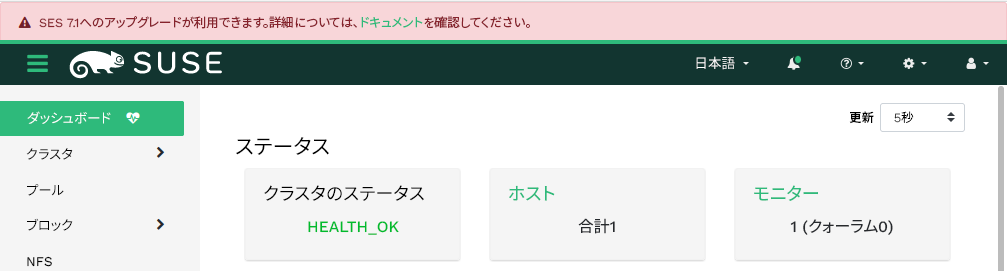 SES 7.1へのアップグレードが利用できます。詳細については、ドキュメントを確認してください。
SUSE
日本語
ダッシュボード
更新 5秒
クラスタ
ステータス
プール
クラスタのステータス ホスト モニター
ブロック
HEALTH_OK 合計1 1 (クォーラム0)
NFS